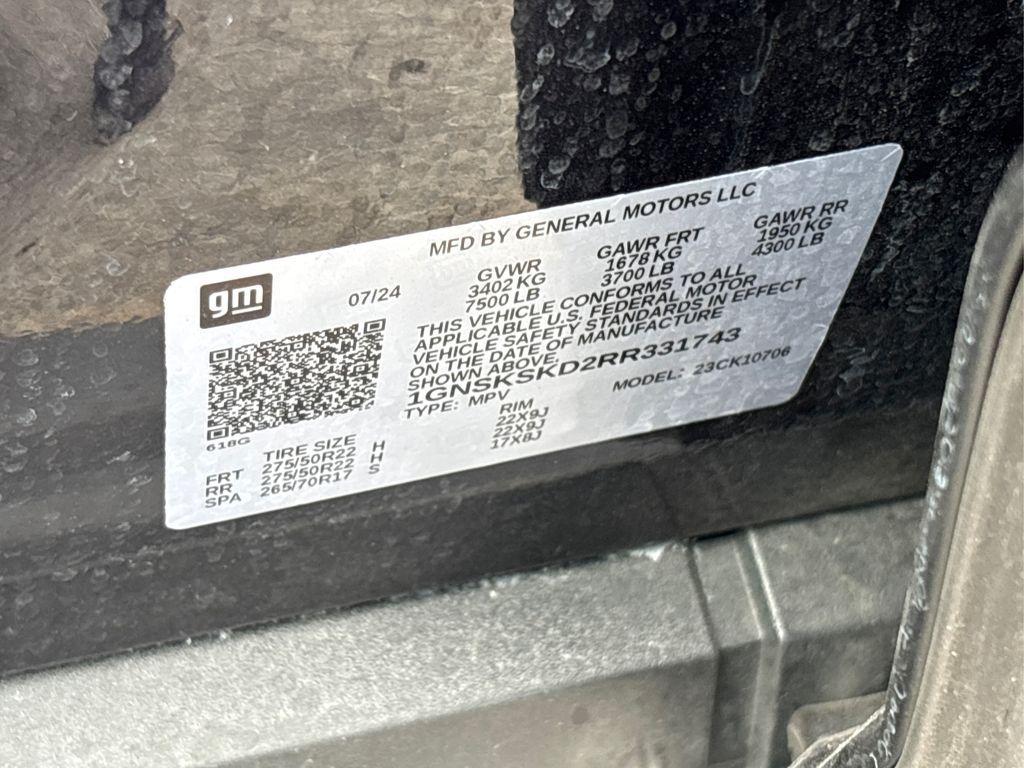 MFD BY GENERAL MOTORS LLC
gm
07/24
GVWR GAWR FRT GAWR RR
3402 KG 1678 KG 1950 KG
7500 LB 3700 LB 4300 LB
THIS VEHICLE CONFORMS TO ALL
APPLICABLE U.S. FEDERAL MOTOR
VEHICLE SAFETY STANDARDS IN EFFECT
ON THE DATE OF MANUFACTURE
SHOWN ABOVE.
1GNSKSKD2RR331743
TYPE: MPV MODEL: 23CK10706
618G
TIRE SIZE RIM
FRT 275/50R22 H 22X9J
RR 275/50R22 H 22X9J
SPA 265/70R17 S 17X8J